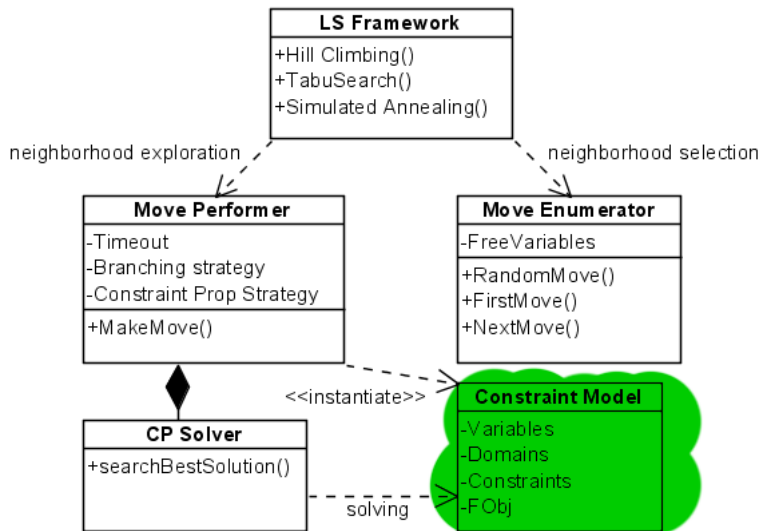 LS Framework
+Hill Climbing()
+TabuSearch()
+Simulated Annealing()
neighborhood exploration
neighborhood selection
Move Performer
-Timeout
-Branching strategy
-Constraint Prop Strategy
+MakeMove()
Move Enumerator
-FreeVariables
+RandomMove()
+FirstMove()
+NextMove()
<<instantiate>>
CP Solver
+searchBestSolution()
solving
Constraint Model
-Variables
-Domains
-Constraints
-FObj